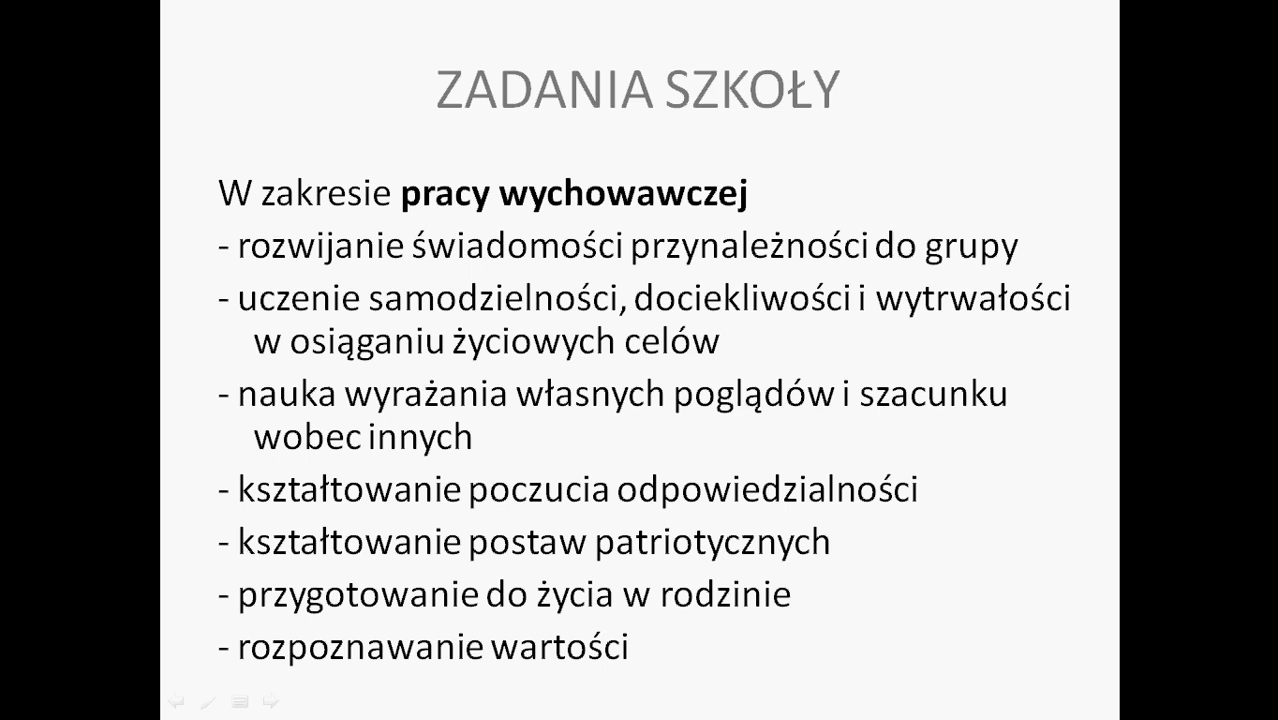 ZADANIA SZKOŁY
W zakresie pracy wychowawczej
- rozwijanie świadomości przynależności do grupy
- uczenie samodzielności, dociekliwości i wytrwałości
w osiąganiu życiowych celów
- nauka wyrażania własnych poglądów i szacunku
wobec innych
- kształtowanie poczucia odpowiedzialności
- kształtowanie postaw patriotycznych
- przygotowanie do życia w rodzinie
- rozpoznawanie wartości